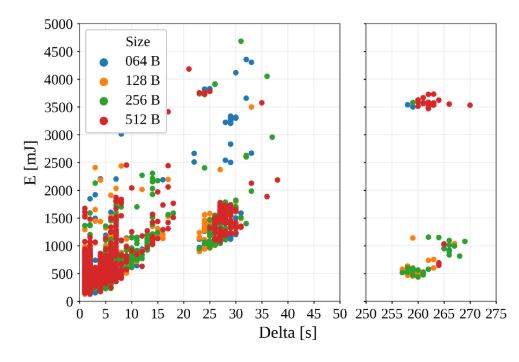 Size
064 B
128 B
256 B
512 B
5000
4500
4000
3500
3000
2500
2000
1500
1000
500
0
E [mJ]
0 5 10 15 20 25 30 35 40 45 50
250 255 260 265 270 275
Delta [s]